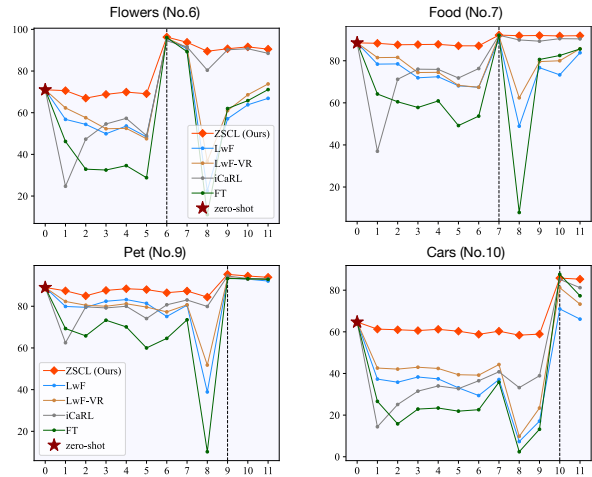 Flowers (No.6)
100
80
60
40
20
0 1 2 3 4 5 6 7 8 9 10 11
ZSCL (Ours)
LwF
LwF-VR
iCaRL
FT
zero-shot
Food (No.7)
80
60
40
20
0 1 2 3 4 5 6 7 8 9 10 11
Pet (No.9)
80
60
40
20
0 1 2 3 4 5 6 7 8 9 10 11
ZSCL (Ours)
LwF
LwF-VR
iCaRL
FT
zero-shot
Cars (No.10)
80
60
40
20
0
0 1 2 3 4 5 6 7 8 9 10 11